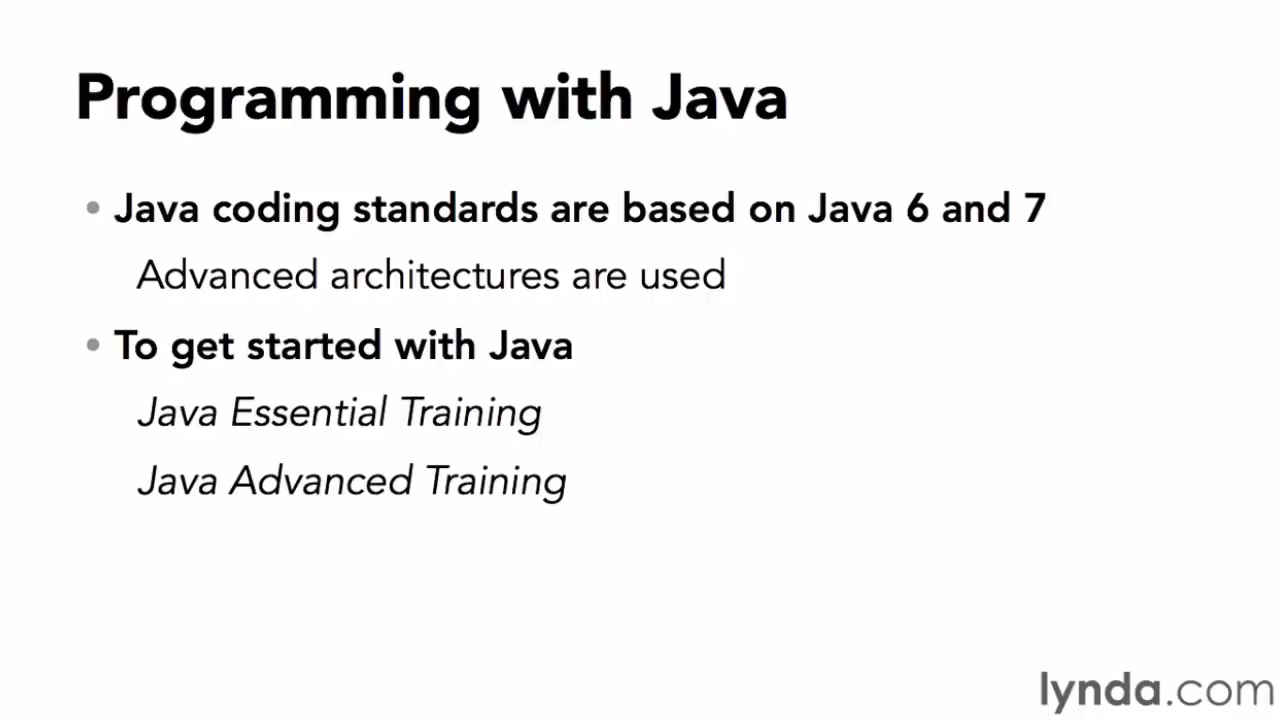 Programming with Java
• Java coding standards are based on Java 6 and 7
Advanced architectures are used
• To get started with Java
Java Essential Training
Java Advanced Training
lynda.com